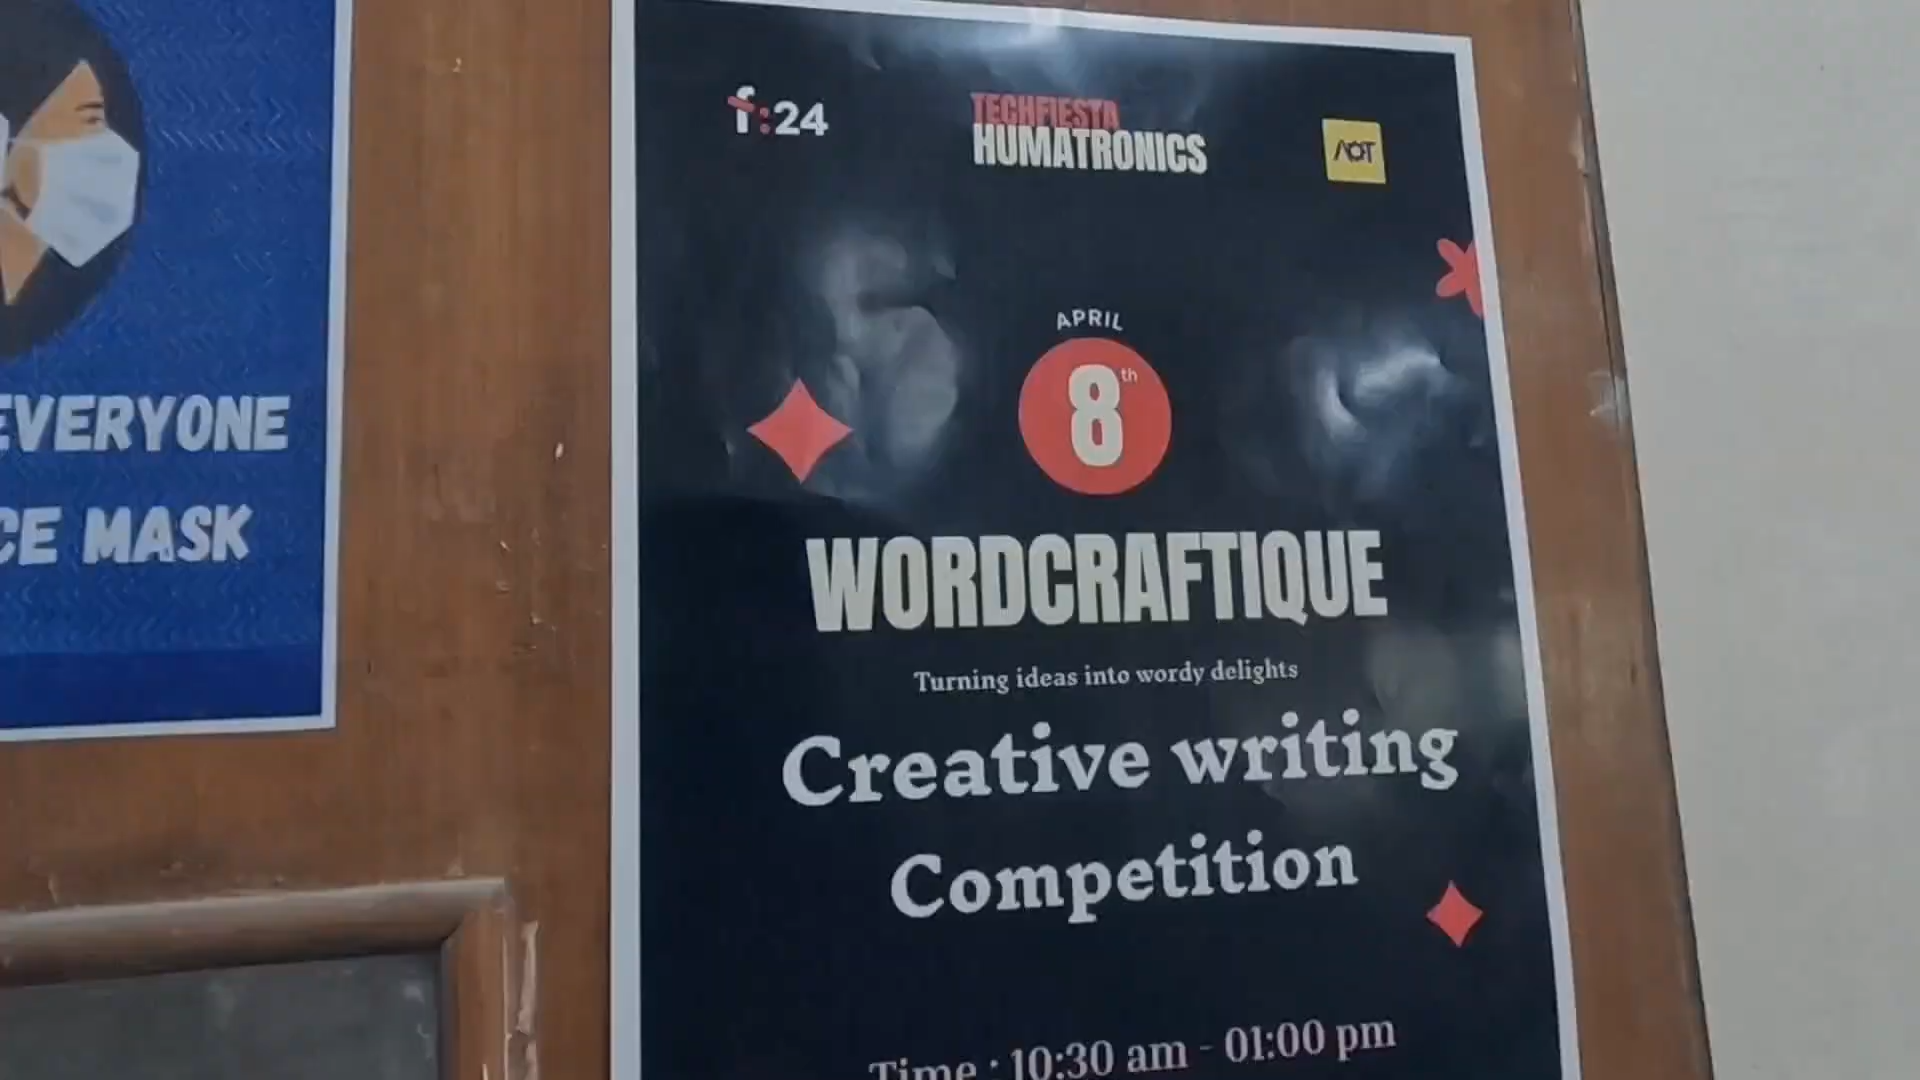 EVERYONE
MASK
f:24
TECHFIESTA
HUMATRONICS
AOT
APRIL
8th
WORDCRAFTIQUE
Turning ideas into wordy delights
Creative writing
Competition
Time : 10:30 am - 01:00 pm